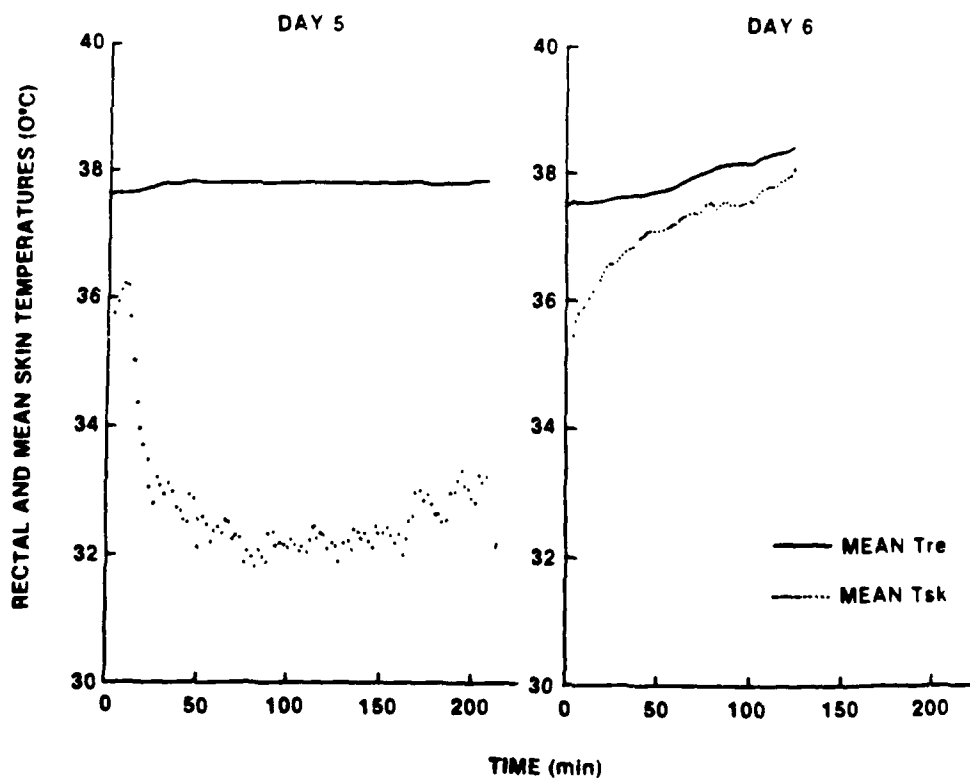 DAY 5
DAY 6
RECTAL AND MEAN SKIN TEMPERATURES (O°C)
40
38
36
34
32
30
0 50 100 150 200
40
38
36
34
32
30
0 50 100 150 200
MEAN Tre
MEAN Tsk
TIME (min)